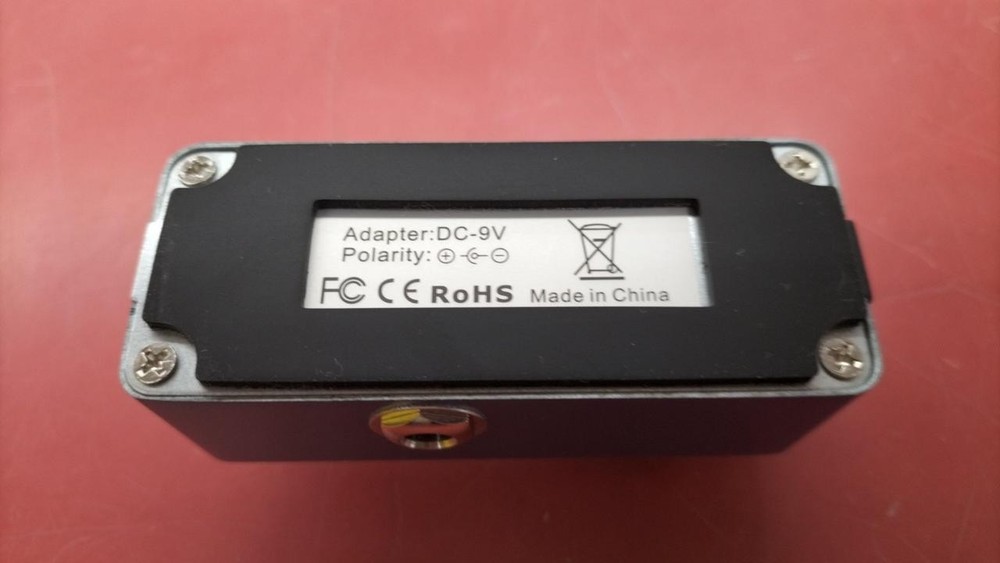 Adapter:DC-9V
Polarity: ⊕-⊖-⊖
FC CE RoHS Made in China